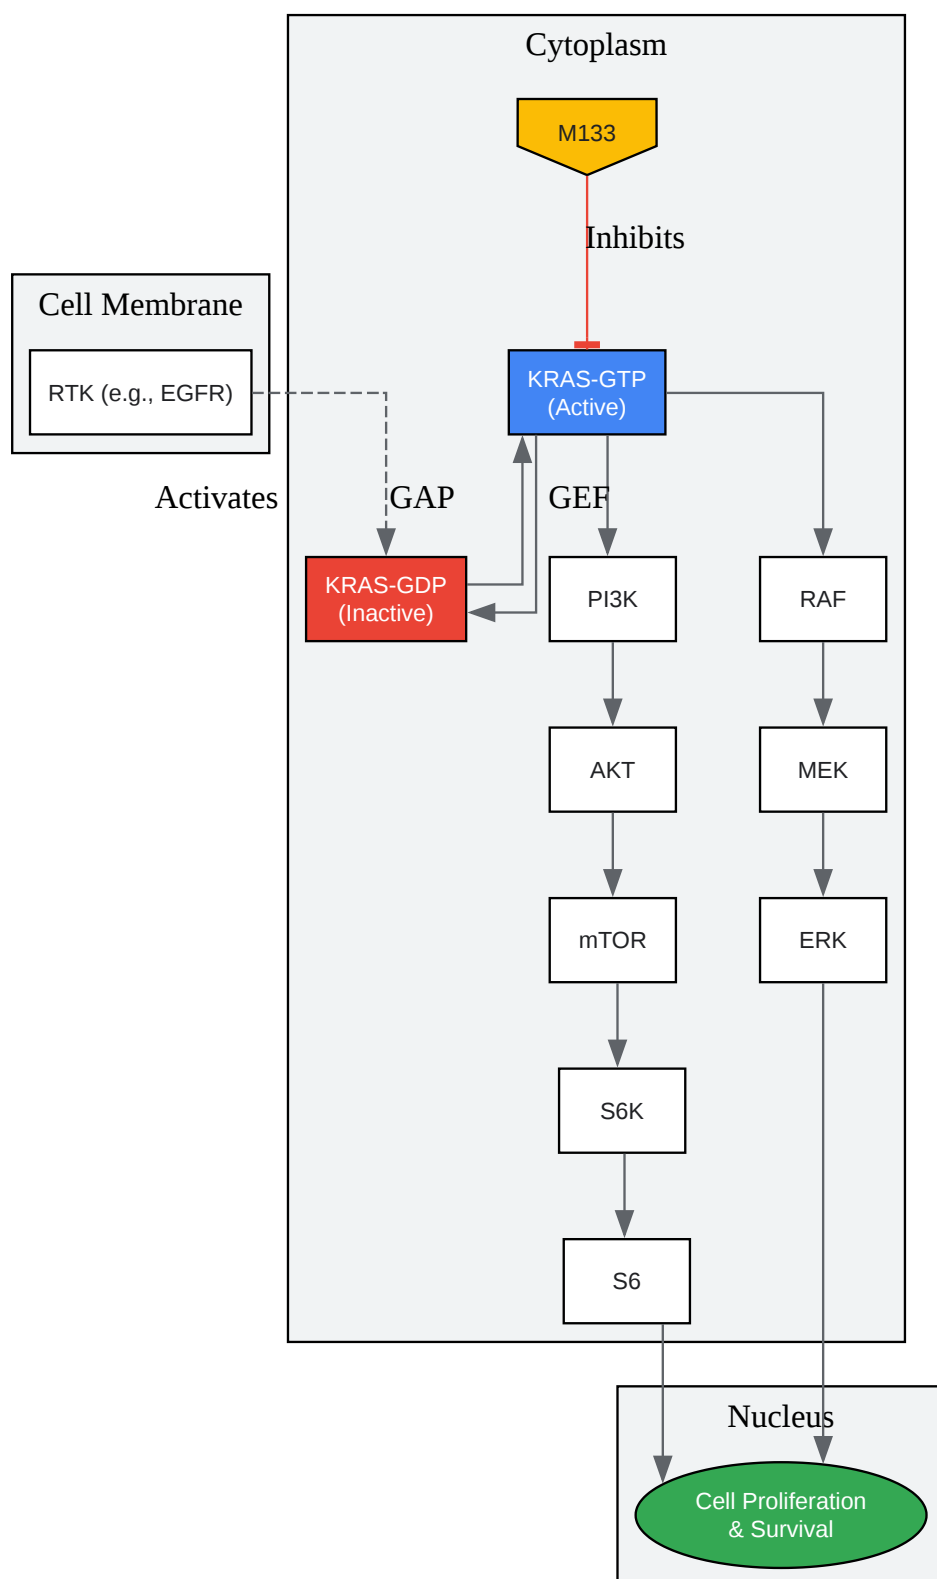 Cytoplasm
M133
Inhibits
Cell Membrane
RTK (e.g., EGFR)
KRAS-GTP
(Active)
Activates
GAP
GEF
KRAS-GDP
(Inactive)
PI3K
RAF
AKT
MEK
mTOR
ERK
S6K
S6
Nucleus
Cell Proliferation
& Survival